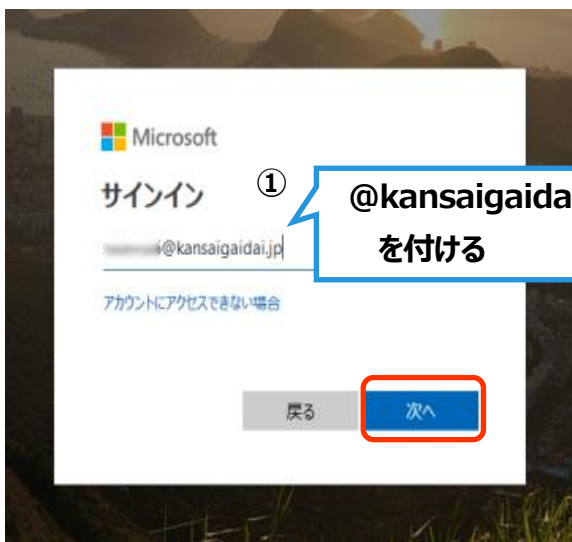 Microsoft
サインイン
①
@kansaigaida
を付ける
i@kansaigaidai.jp
アカウントにアクセスできない場合
戻る
次へ